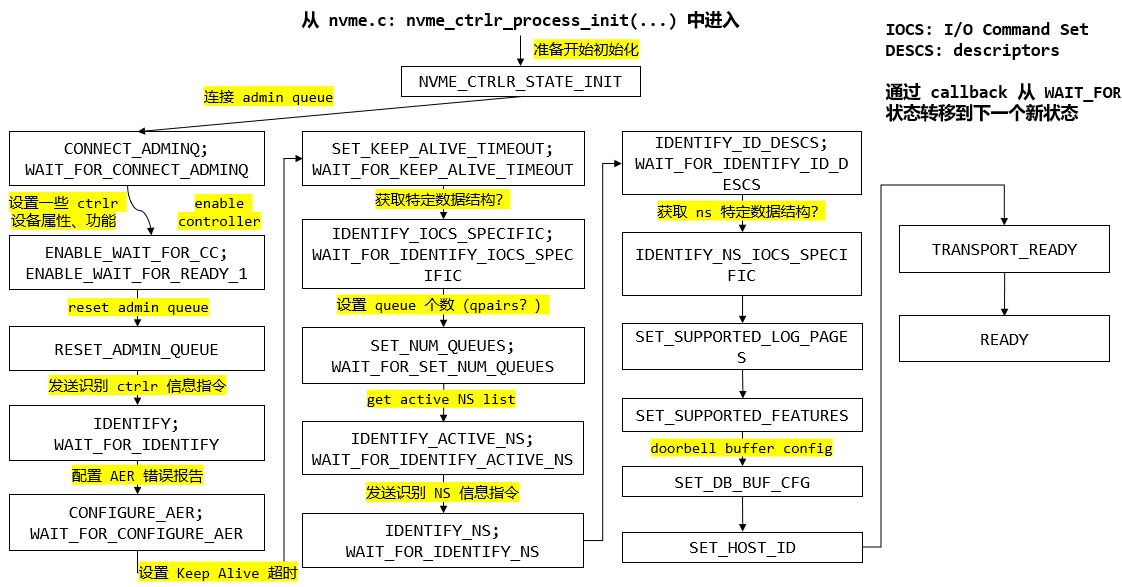 从 nvme.c: nvme_ctrlr_process_init(...) 中进入
准备开始初始化
NVME_CTRLR_STATE_INIT
连接 admin queue
CONNECT_ADMINQ;
WAIT_FOR_CONNECT_ADMINQ
设置一些 ctrlr
设备属性、功能
enable
controller
ENABLE_WAIT_FOR_CC;
ENABLE_WAIT_FOR_READY_1
reset admin queue
RESET_ADMIN_QUEUE
发送识别 ctrlr 信息指令
IDENTIFY;
WAIT_FOR_IDENTIFY
配置 AER 错误报告
CONFIGURE_AER;
WAIT_FOR_CONFIGURE_AER
设置 Keep Alive 超时
SET_KEEP_ALIVE_TIMEOUT;
WAIT_FOR_KEEP_ALIVE_TIMEOUT
获取特定数据结构？
IDENTIFY_IOCS_SPECIFIC;
WAIT_FOR_IDENTIFY_IOCS_SPEC
IFIC
设置 queue 个数（qpairs？）
SET_NUM_QUEUES;
WAIT_FOR_SET_NUM_QUEUES
get active NS list
IDENTIFY_ACTIVE_NS;
WAIT_FOR_IDENTIFY_ACTIVE_NS
发送识别 NS 信息指令
IDENTIFY_NS;
WAIT_FOR_IDENTIFY_NS
IDENTIFY_ID_DESCS;
WAIT_FOR_IDENTIFY_ID_D
ESCS
获取 ns 特定数据结构？
IDENTIFY_NS_IOCS_SPECI
FIC
SET_SUPPORTED_LOG_PAGE
S
SET_SUPPORTED_FEATURES
doorbell buffer config
SET_DB_BUF_CFG
SET_HOST_ID
IOCS: I/O Command Set
DESCS: descriptors
通过 callback 从 WAIT_FOR
状态转移到下一个新状态
TRANSPORT_READY
READY